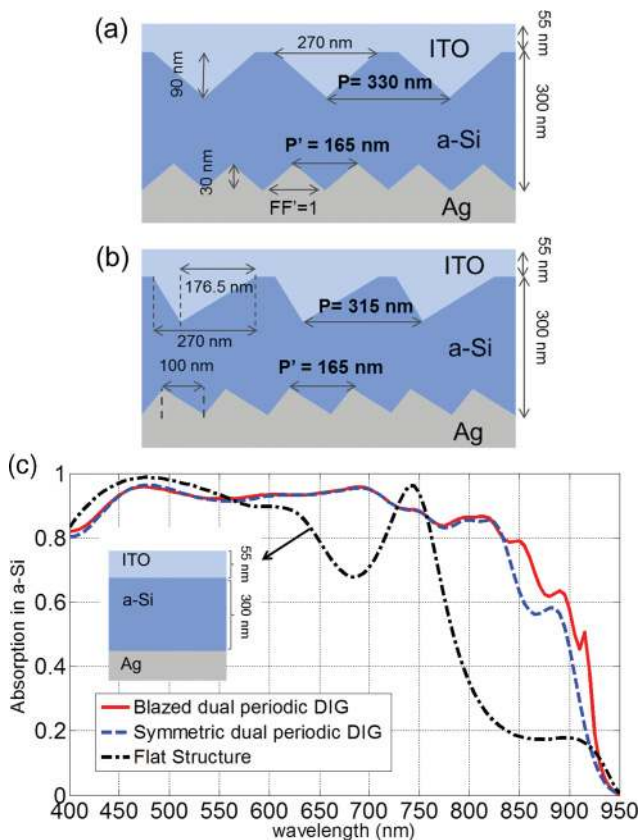 (a)
270 nm
ITO
55 nm
90 nm
P= 330 nm
300 nm
a-Si
P' = 165 nm
30 nm
FF'=1
Ag
(b)
ITO
55 nm
176.5 nm
P= 315 nm
300 nm
270 nm
a-Si
100 nm
P' = 165 nm
Ag
(c)
1
0.8
0.6
0.4
0.2
0
Absorption in a-Si
ITO
55 nm
a-Si
300 nm
Ag
Blazed dual periodic DIG
Symmetric dual periodic DIG
Flat Structure
400 450 500 550 600 650 700 750 800 850 900 950
wavelength (nm)